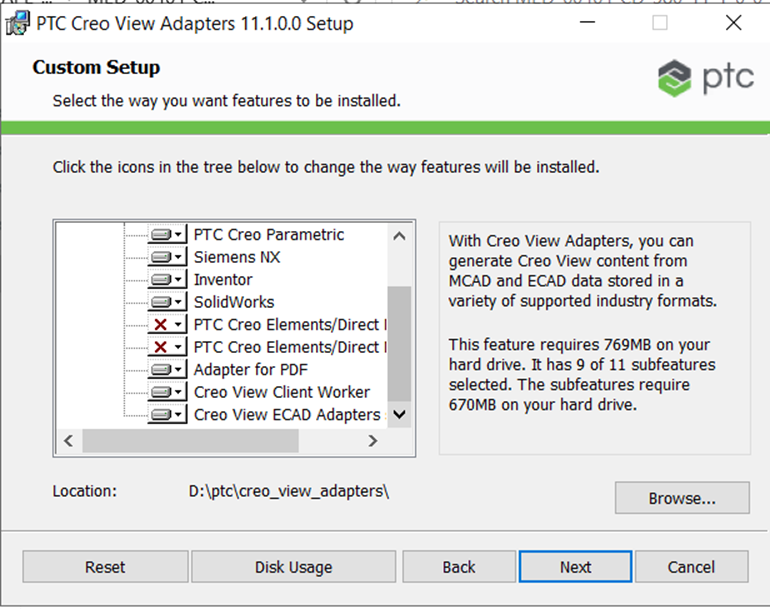 PTC Creo View Adapters 11.1.0.0 Setup
Custom Setup
Select the way you want features to be installed.
ptc
Click the icons in the tree below to change the way features will be installed.
PTC Creo Parametric
Siemens NX
Inventor
SolidWorks
PTC Creo Elements/Direct
PTC Creo Elements/Direct
Adapter for PDF
Creo View Client Worker
Creo View ECAD Adapters
With Creo View Adapters, you can
generate Creo View content from
MCAD and ECAD data stored in a
variety of supported industry formats.
This feature requires 769MB on your
hard drive. It has 9 of 11 subfeatures
selected. The subfeatures require
670MB on your hard drive.
Location: D:\ptc\creo_view_adapters\
Browse...
Reset Disk Usage Back Next Cancel